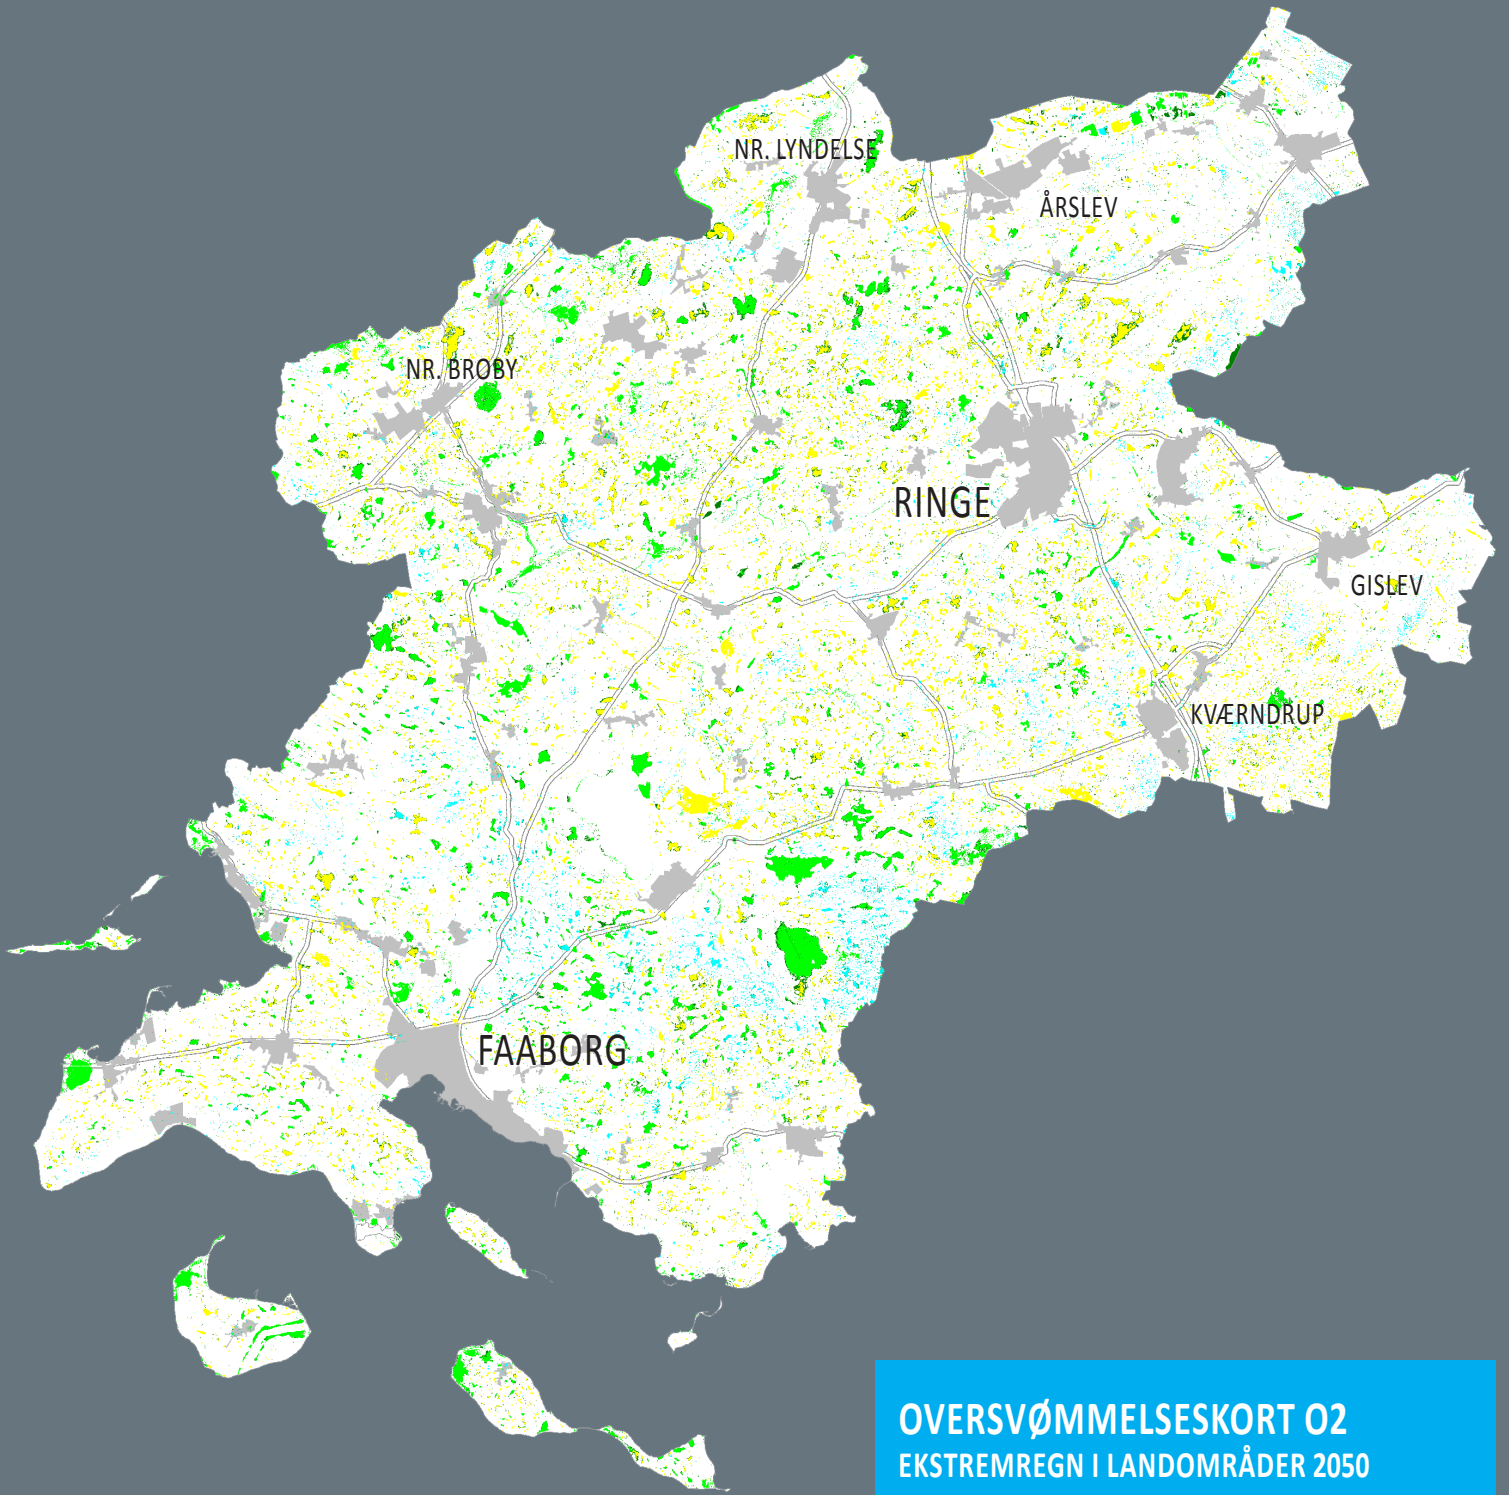 NR. LYNDELSE
ÅRSLEV
NR. BROBY
RINGE
GISLEV
KVÆRNDRUP
FAABORG
OVERSVØMMELSESKORT O2
EKSTREMREGN I LANDOMRÅDER 2050